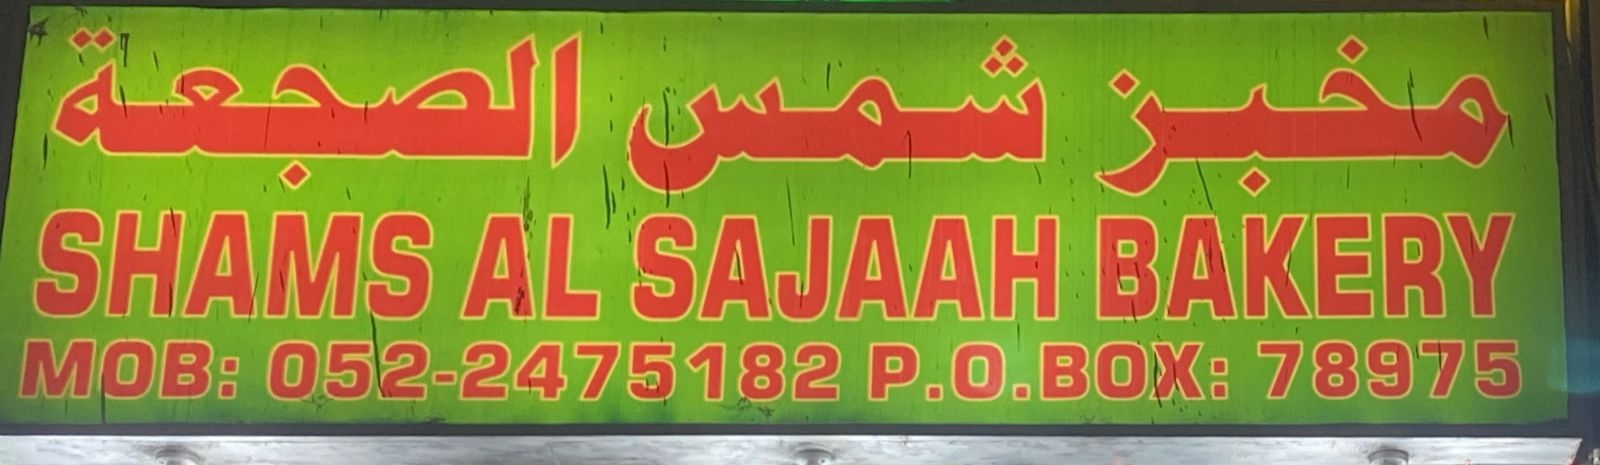 مخبز شمس الصجعة
SHAMS AL SAJAAH BAKERY
MOB: 052-2475182 P.O.BOX: 78975